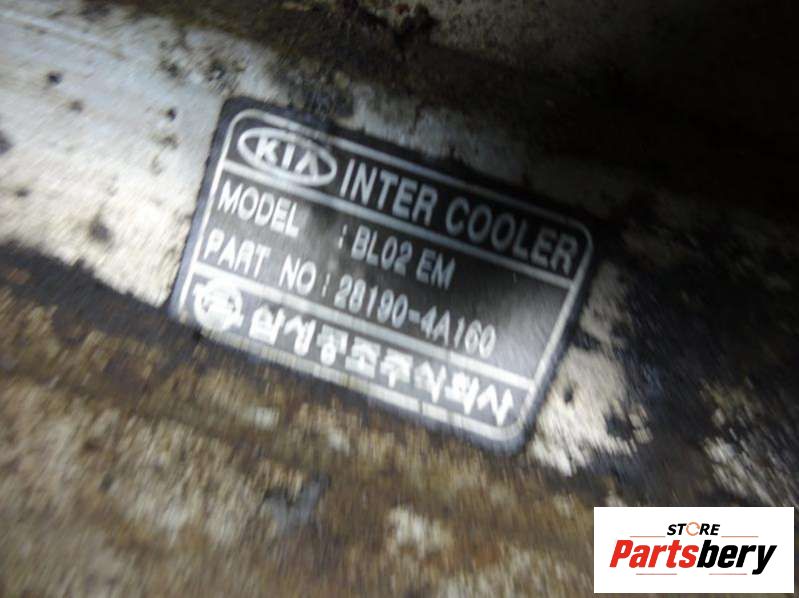 KIA INTER COOLER
MODEL : BL02 EM
PART NO : 28190-4A160
삼성공조주식회사
STORE
Partsbery